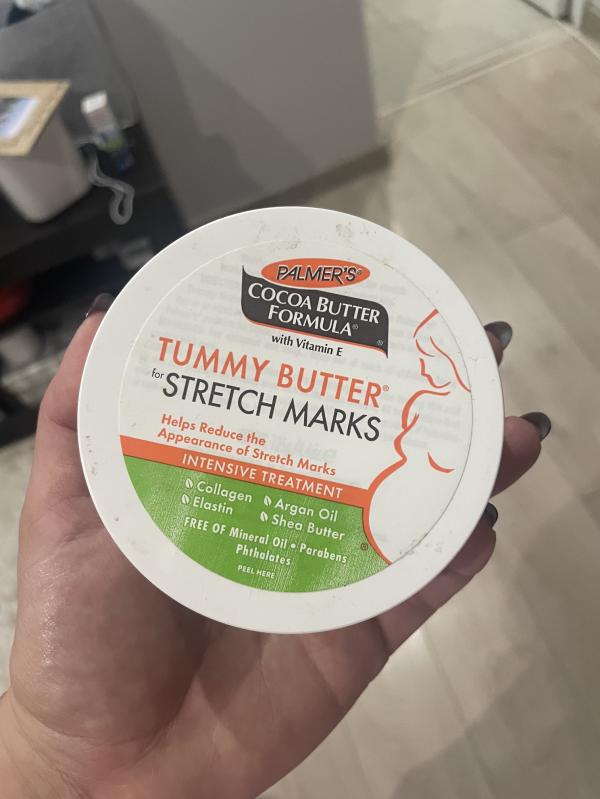 PALMER'S®
COCOA BUTTER
FORMULA®
with Vitamin E
TUMMY BUTTER®
for STRETCH MARKS
Helps Reduce the
Appearance of Stretch Marks
INTENSIVE TREATMENT
Collagen Argan Oil
Elastin Shea Butter
FREE OF Mineral Oil • Parabens
Phthalates
PEEL HERE